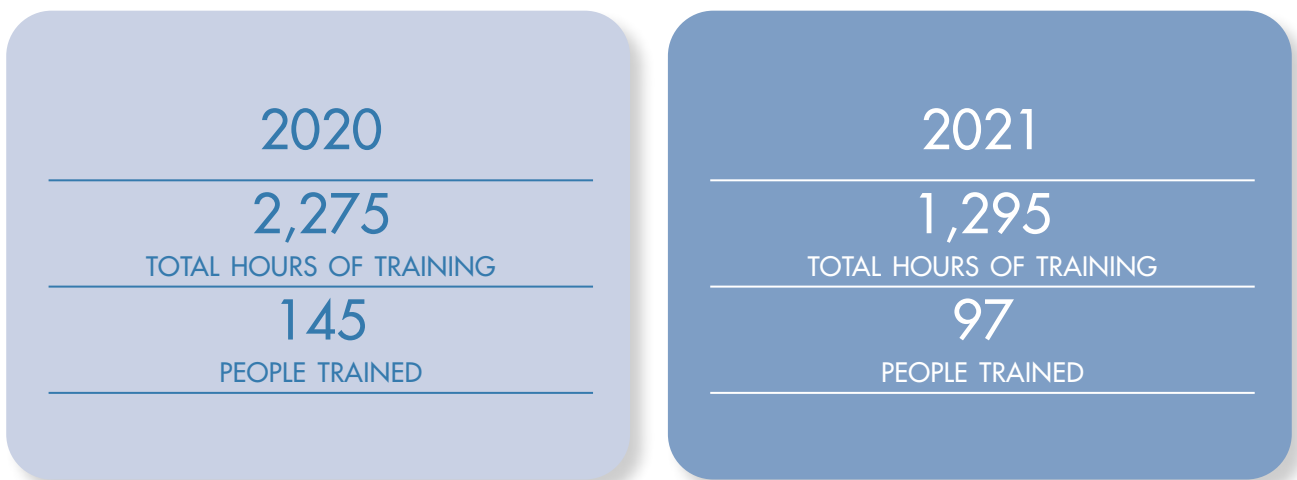 2020
2,275
TOTAL HOURS OF TRAINING
145
PEOPLE TRAINED
2021
1,295
TOTAL HOURS OF TRAINING
97
PEOPLE TRAINED